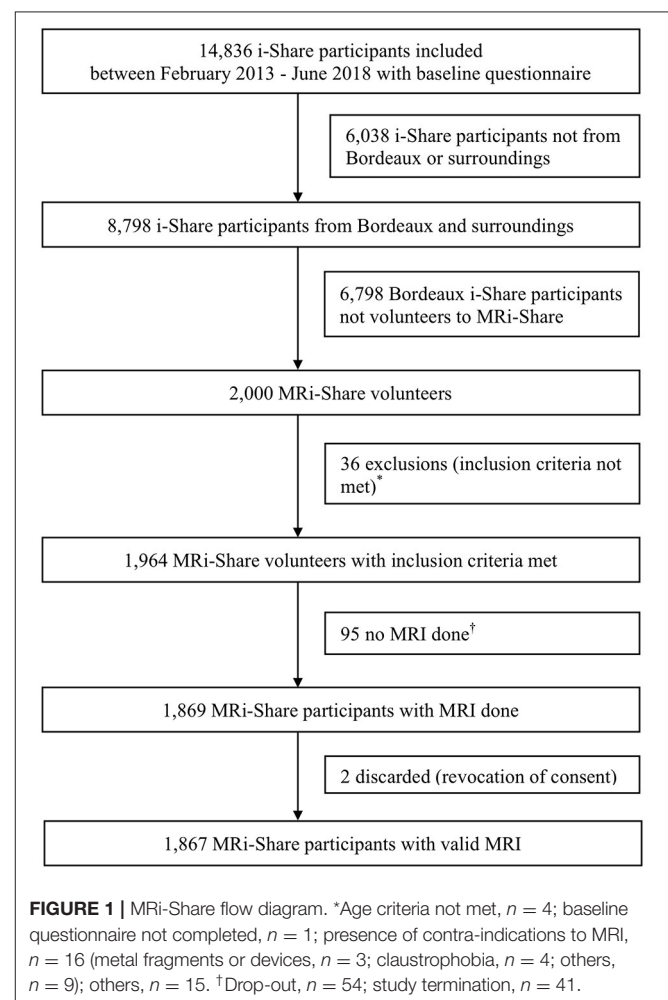 14,836 i-Share participants included
between February 2013 - June 2018 with baseline questionnaire
6,038 i-Share participants not from
Bordeaux or surroundings
8,798 i-Share participants from Bordeaux and surroundings
6,798 Bordeaux i-Share participants
not volunteers to MRi-Share
2,000 MRi-Share volunteers
36 exclusions (inclusion criteria not
met)*
1,964 MRi-Share volunteers with inclusion criteria met
95 no MRI done†
1,869 MRi-Share participants with MRI done
2 discarded (revocation of consent)
1,867 MRi-Share participants with valid MRI
FIGURE 1 | MRi-Share flow diagram. *Age criteria not met, n = 4; baseline
questionnaire not completed, n = 1; presence of contra-indications to MRI,
n = 16 (metal fragments or devices, n = 3; claustrophobia, n = 4; others,
n = 9); others, n = 15. †Drop-out, n = 54; study termination, n = 41.